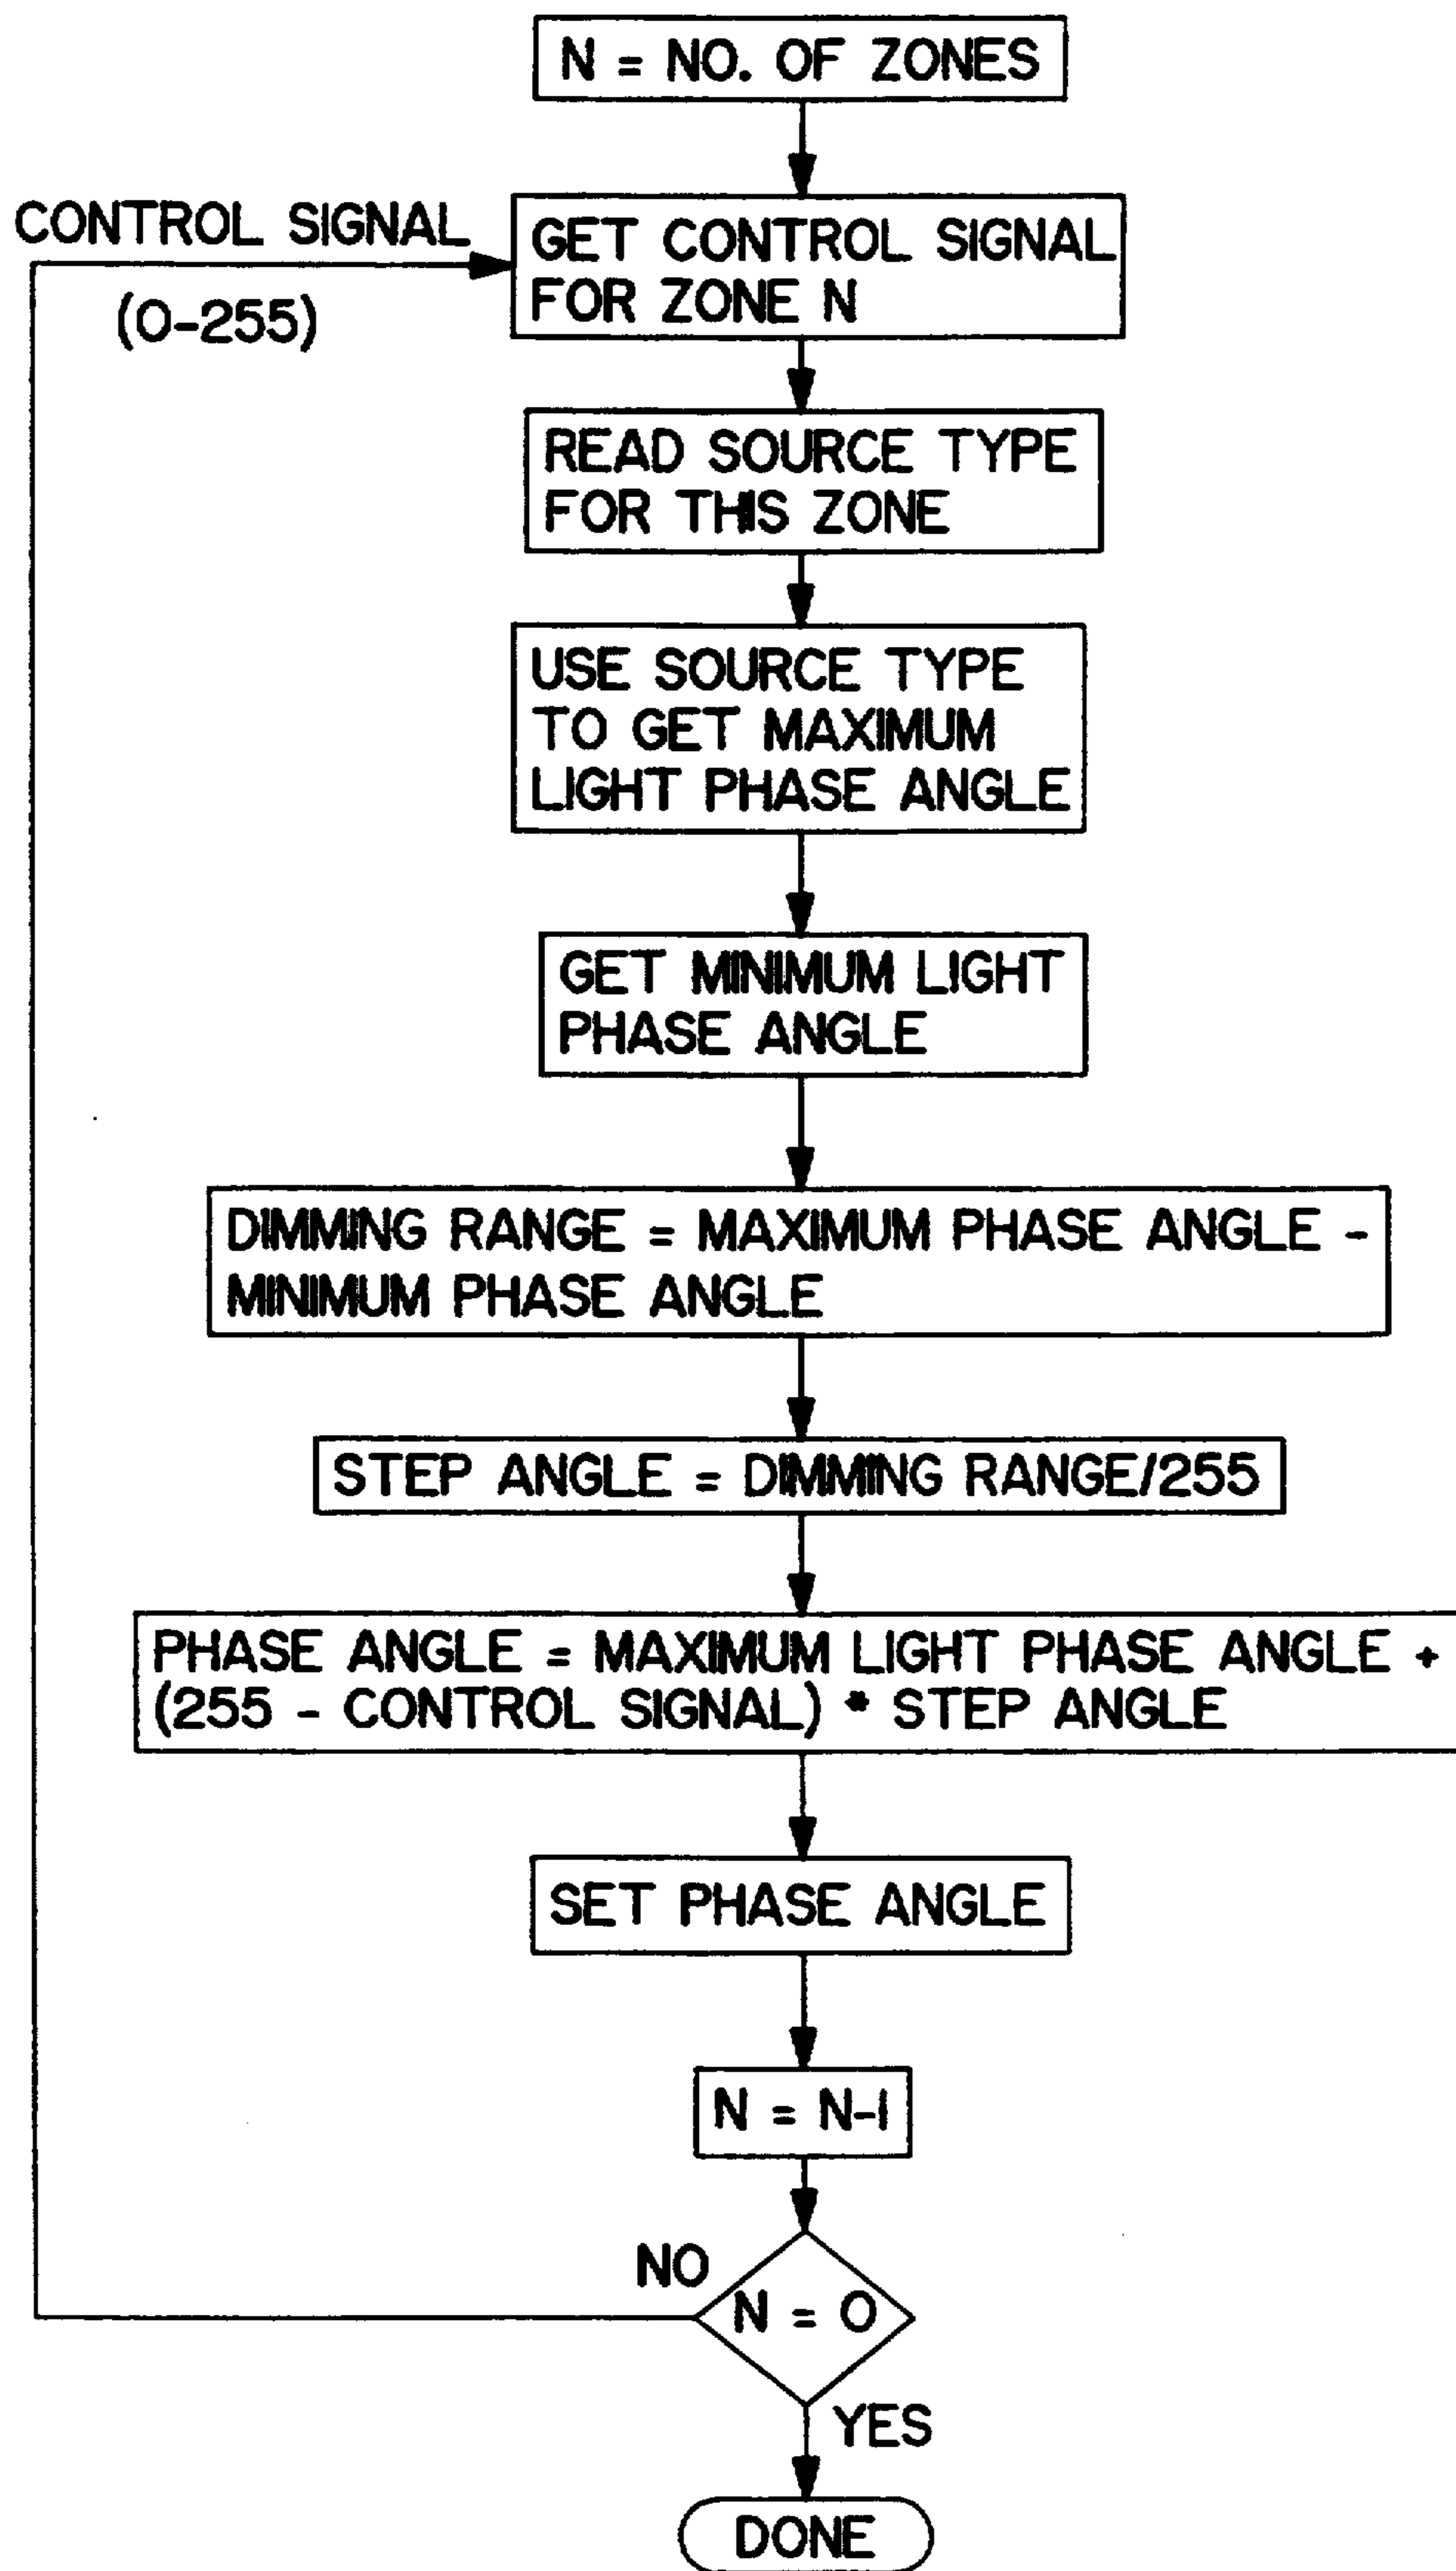 N = NO. OF ZONES
CONTROL SIGNAL
(0-255)
GET CONTROL SIGNAL
FOR ZONE N
READ SOURCE TYPE
FOR THIS ZONE
USE SOURCE TYPE
TO GET MAXIMUM
LIGHT PHASE ANGLE
GET MINIMUM LIGHT
PHASE ANGLE
DIMMING RANGE = MAXIMUM PHASE ANGLE -
MINIMUM PHASE ANGLE
STEP ANGLE = DIMMING RANGE/255
PHASE ANGLE = MAXIMUM LIGHT PHASE ANGLE +
(255 - CONTROL SIGNAL) * STEP ANGLE
SET PHASE ANGLE
N = N-1
NO
N = 0
YES
DONE